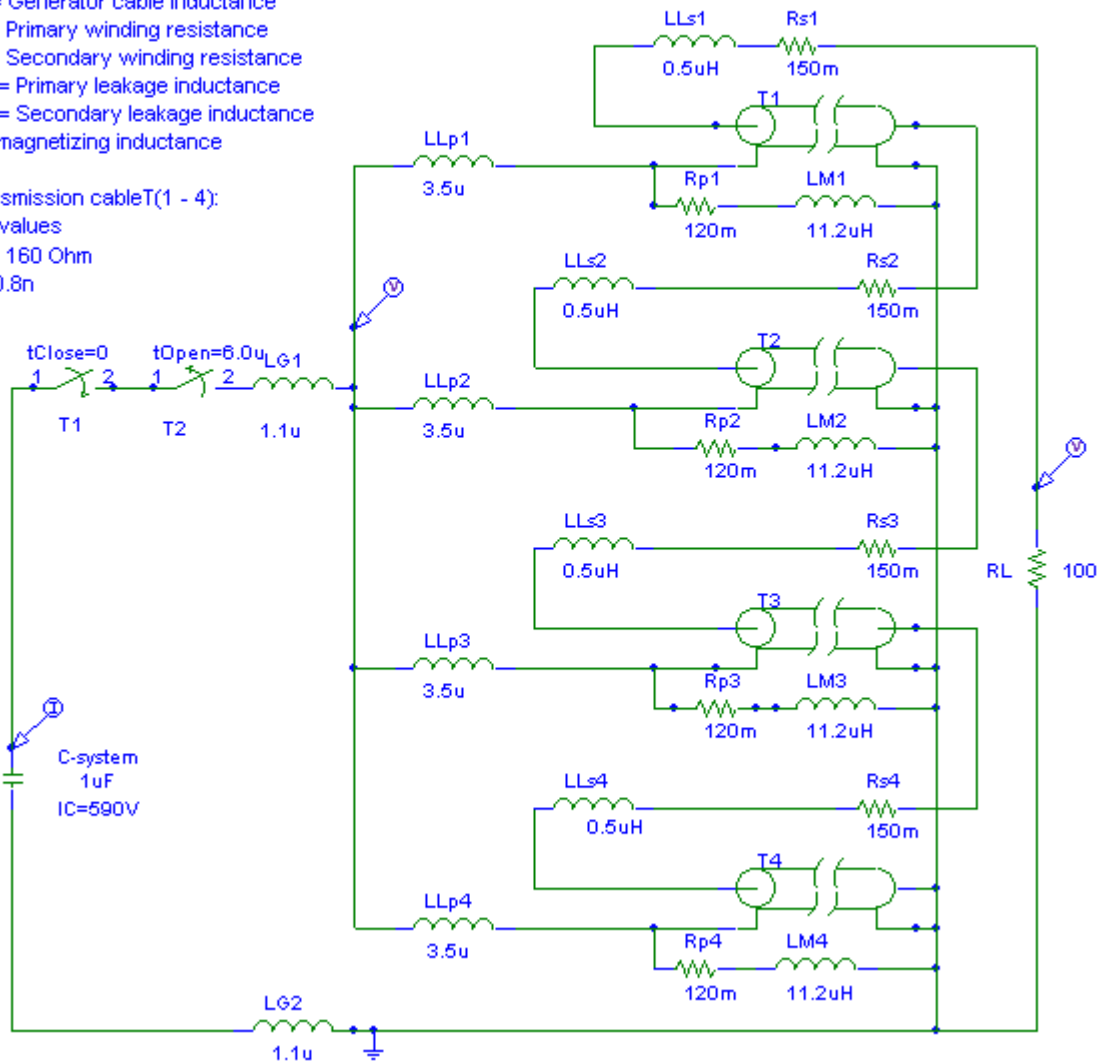 Generator cable inductance
Primary winding resistance
Secondary winding resistance
= Primary leakage inductance
= Secondary leakage inductance
magnetizing inductance
smission cableT(1 - 4):
values
160 Ohm
0.8n
LLs1
Rs1
0.5uH
150m
T1
LLp1
3.5u
Rp1
LM1
120m
11.2uH
LLs2
Rs2
0.5uH
150m
V
tClose=0
tOpen=6.0u
LG1
1
2
1
2
T1
T2
1.1u
T2
LLp2
3.5u
Rp2
LM2
120m
11.2uH
V
LLs3
Rs3
0.5uH
150m
RL
100
T3
LLp3
3.5u
Rp3
LM3
120m
11.2uH
I
C-system
1uF
IC=590V
LLs4
Rs4
0.5uH
150m
T4
LLp4
3.5u
Rp4
LM4
120m
11.2uH
LG2
1.1u